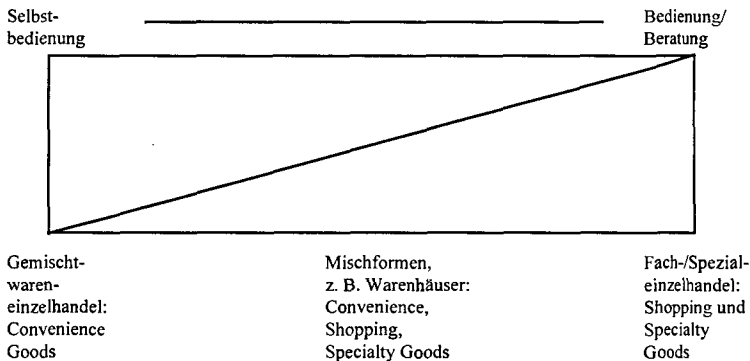 Selbst-
bedienung
Bedienung/
Beratung
Gemischt-
waren-
einzelhandel:
Convenience
Goods
Mischformen,
z. B. Warenhäuser:
Convenience,
Shopping,
Specialty Goods
Fach-/Spezial-
einzelhandel:
Shopping und
Specialty
Goods